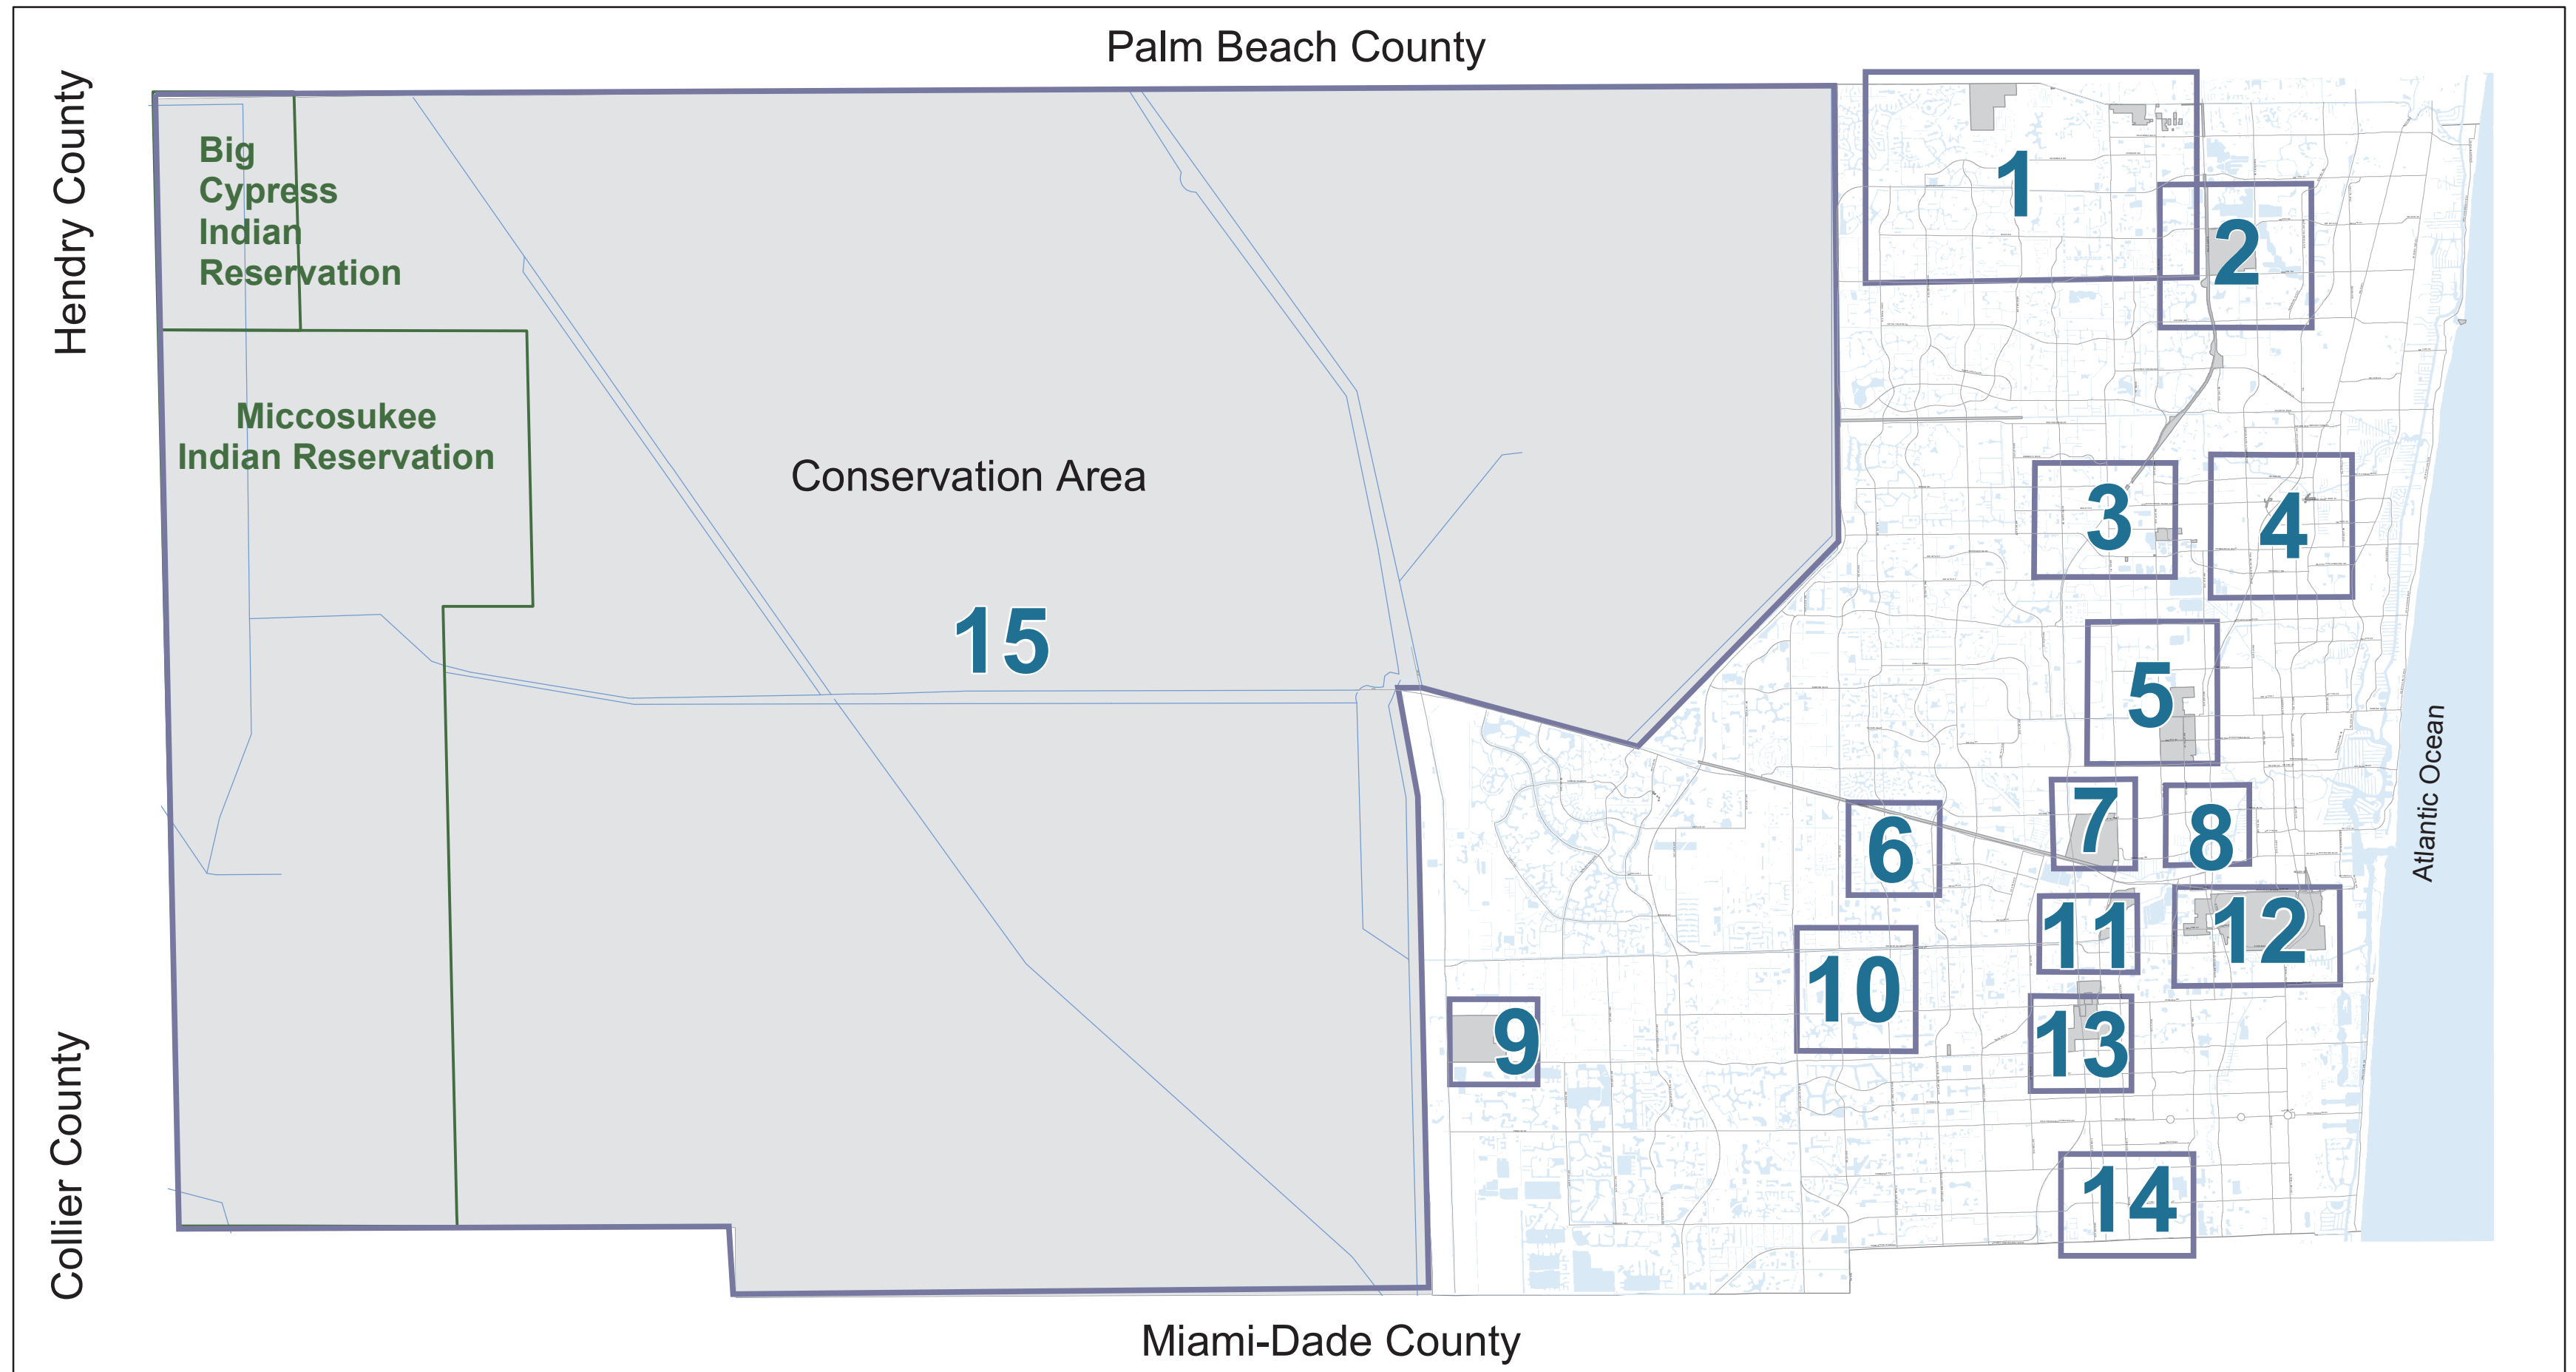 Palm Beach County
Hendry County
Big
Cypress
Indian
Reservation
1
2
Miccosukee
Indian Reservation
Conservation Area
3
4
15
5
Atlantic Ocean
7
6
8
11
12
10
9
13
Collier County
14
Miami-Dade County